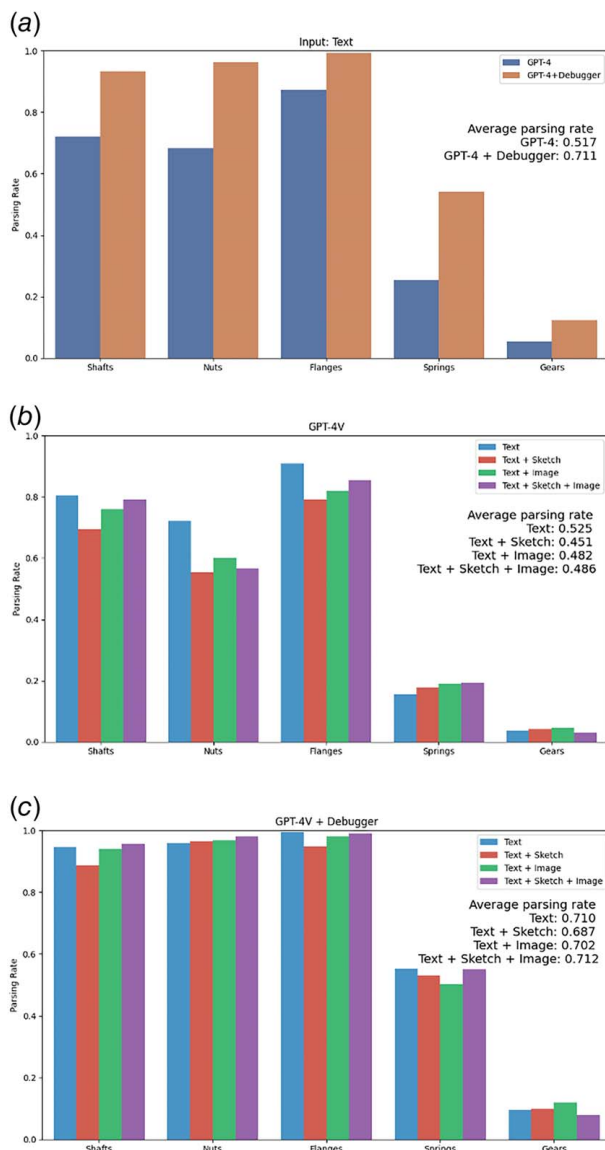 (a)
Input: Text
GPT-4
GPT-4+Debugger
Average parsing rate
GPT-4: 0.517
GPT-4 + Debugger: 0.711
Parsing Rate
1.0
0.8
0.6
0.4
0.2
0.0
Shafts Nuts Flanges Springs Gears
(b)
GPT-4V
Text
Text + Sketch
Text + Image
Text + Sketch + Image
Average parsing rate
Text: 0.525
Text + Sketch: 0.451
Text + Image: 0.482
Text + Sketch + Image: 0.486
Parsing Rate
1.0
0.8
0.6
0.4
0.2
0.0
Shafts Nuts Flanges Springs Gears
(c)
GPT-4V + Debugger
Text
Text + Sketch
Text + Image
Text + Sketch + Image
Average parsing rate
Text: 0.710
Text + Sketch: 0.687
Text + Image: 0.702
Text + Sketch + Image: 0.712
Parsing Rate
1.0
0.8
0.6
0.4
0.2
0.0
Shafts Nuts Flanges Springs Gears